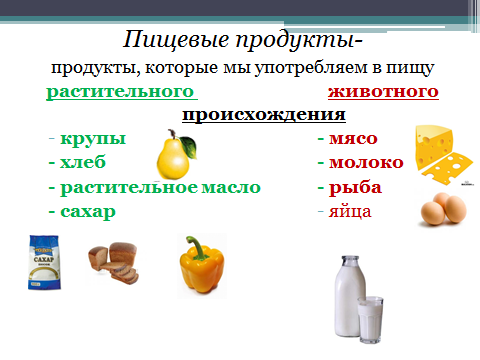 Пищевые продукты-
продукты, которые мы употребляем в пищу
растительного животного
происхождения
- крупы - мясо
- хлеб - молоко
- растительное масло - рыба
- сахар - яйца
САХАР